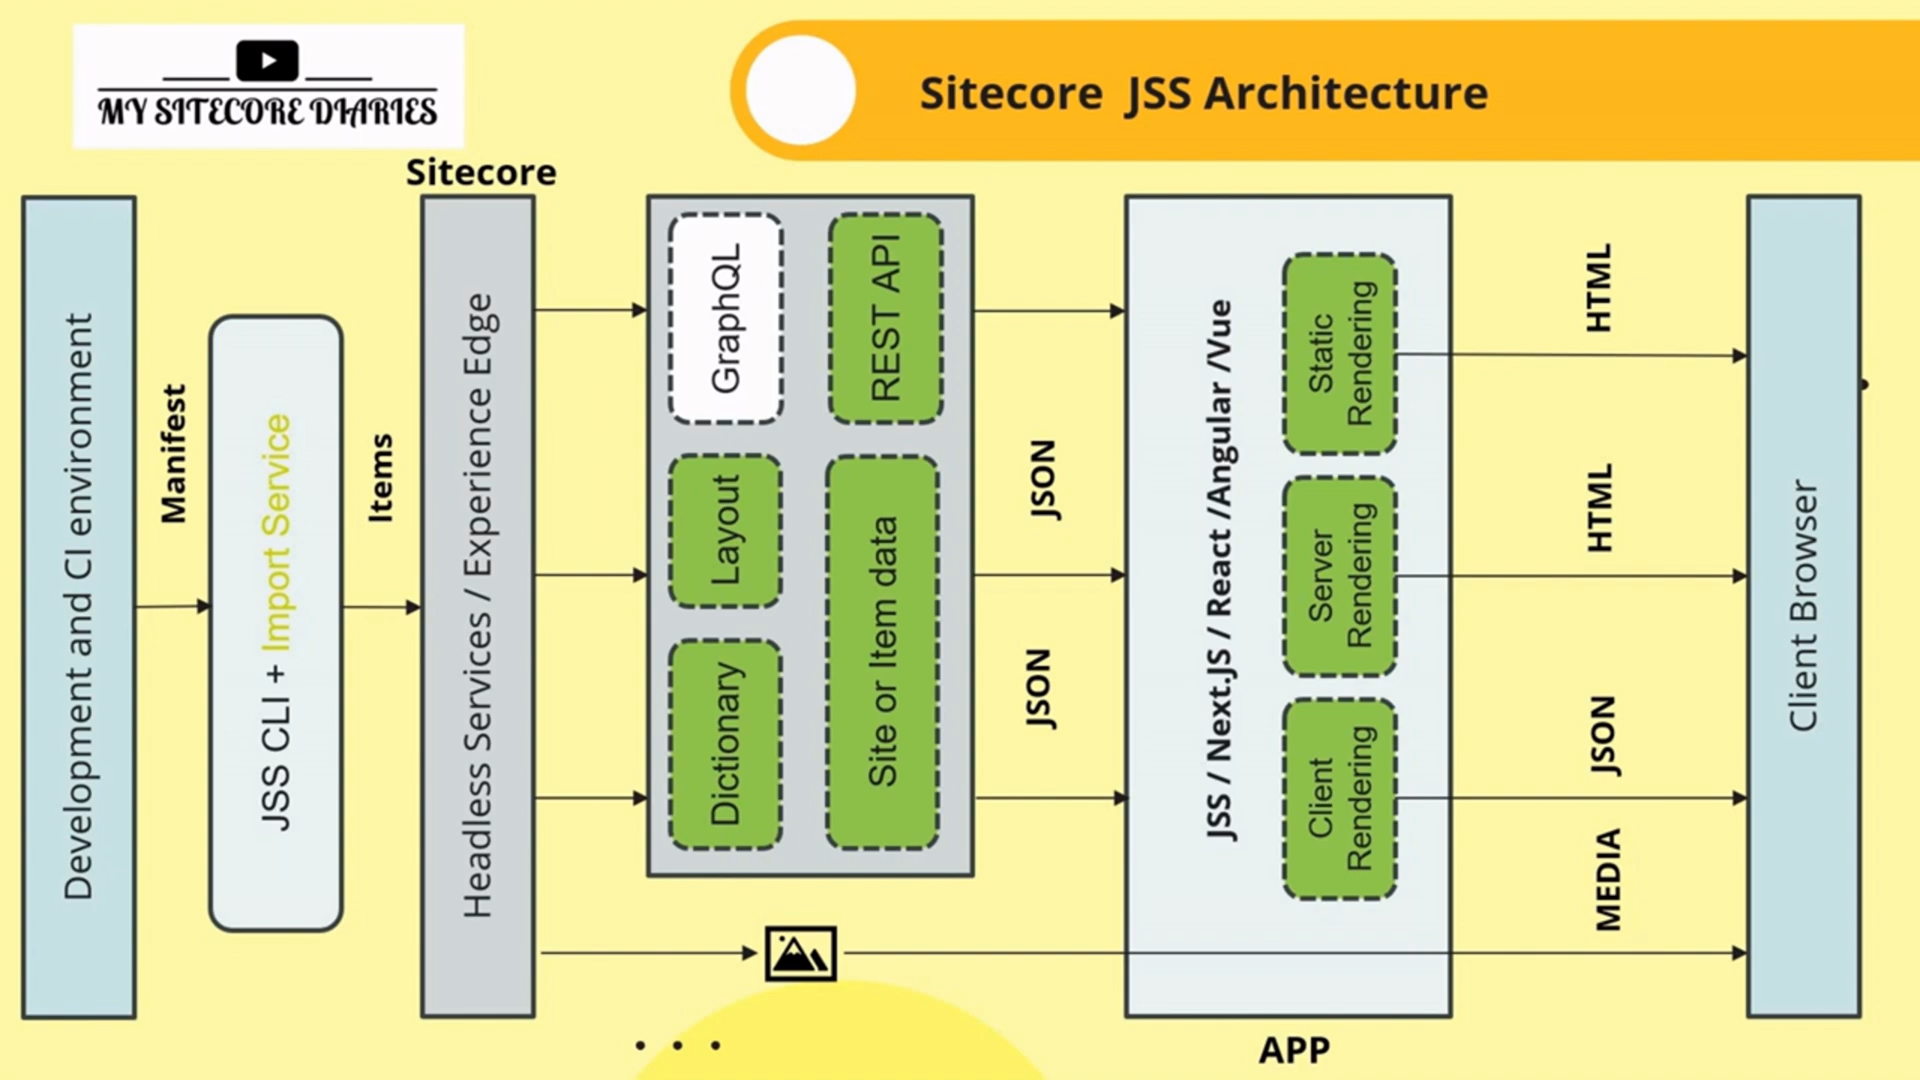 MY SITECORE DIARIES
Sitecore JSS Architecture
Sitecore
Development and CI environment
Manifest
JSS CLI + Import Service
Items
Headless Services / Experience Edge
GraphQL
REST API
Layout
Site or Item data
Dictionary
JSON
JSON
JSS / Next.JS / React /Angular /Vue
Static
Rendering
Server
Rendering
Client
Rendering
HTML
HTML
JSON
MEDIA
Client Browser
APP